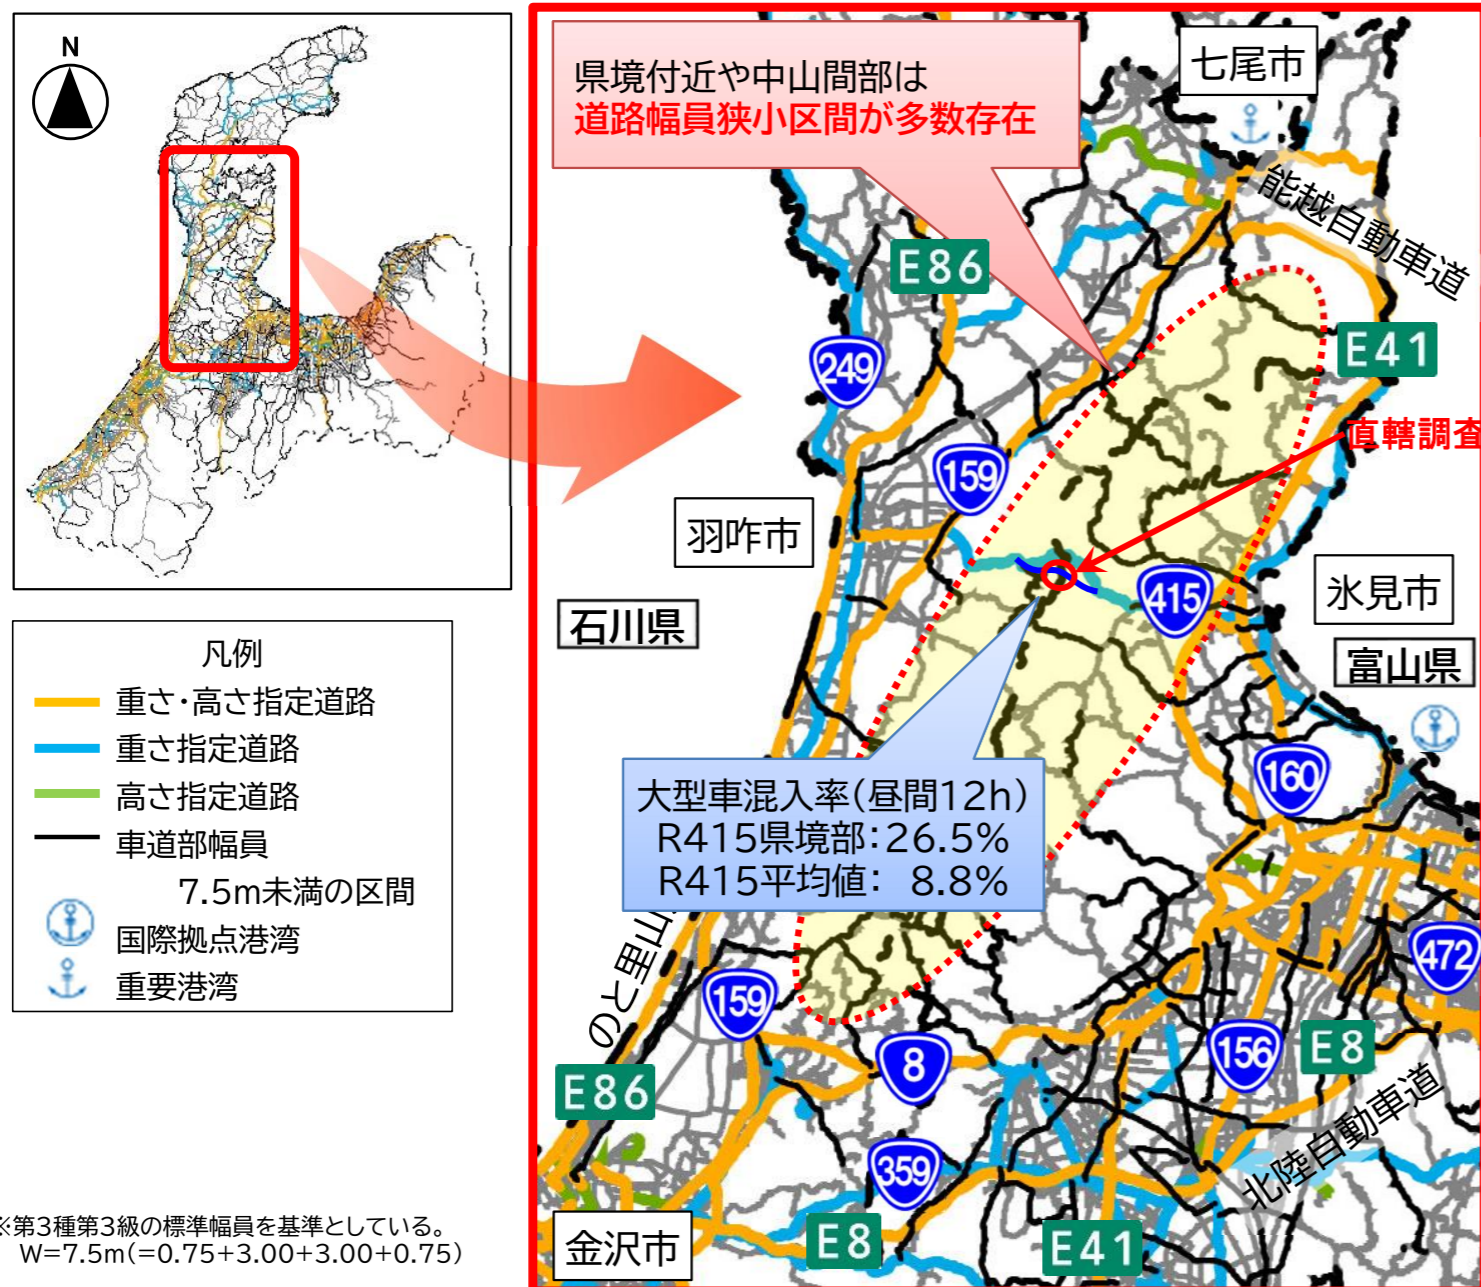 N
県境付近や中山間部は
道路幅員狭小区間が多数存在
七尾市
能越自動車道
E86
E41
249
159
直轄調査
羽咋市
415
氷見市
石川県
富山県
160
大型車混入率(昼間12h)
R415県境部:26.5%
R415平均値: 8.8%
のと里山
472
159
8
156
E8
E86
北陸自動車道
359
金沢市
E8
E41
凡例
重さ・高さ指定道路
重さ指定道路
高さ指定道路
車道部幅員
7.5m未満の区間
国際拠点港湾
重要港湾
※第3種第3級の標準幅員を基準としている。
W=7.5m(=0.75+3.00+3.00+0.75)